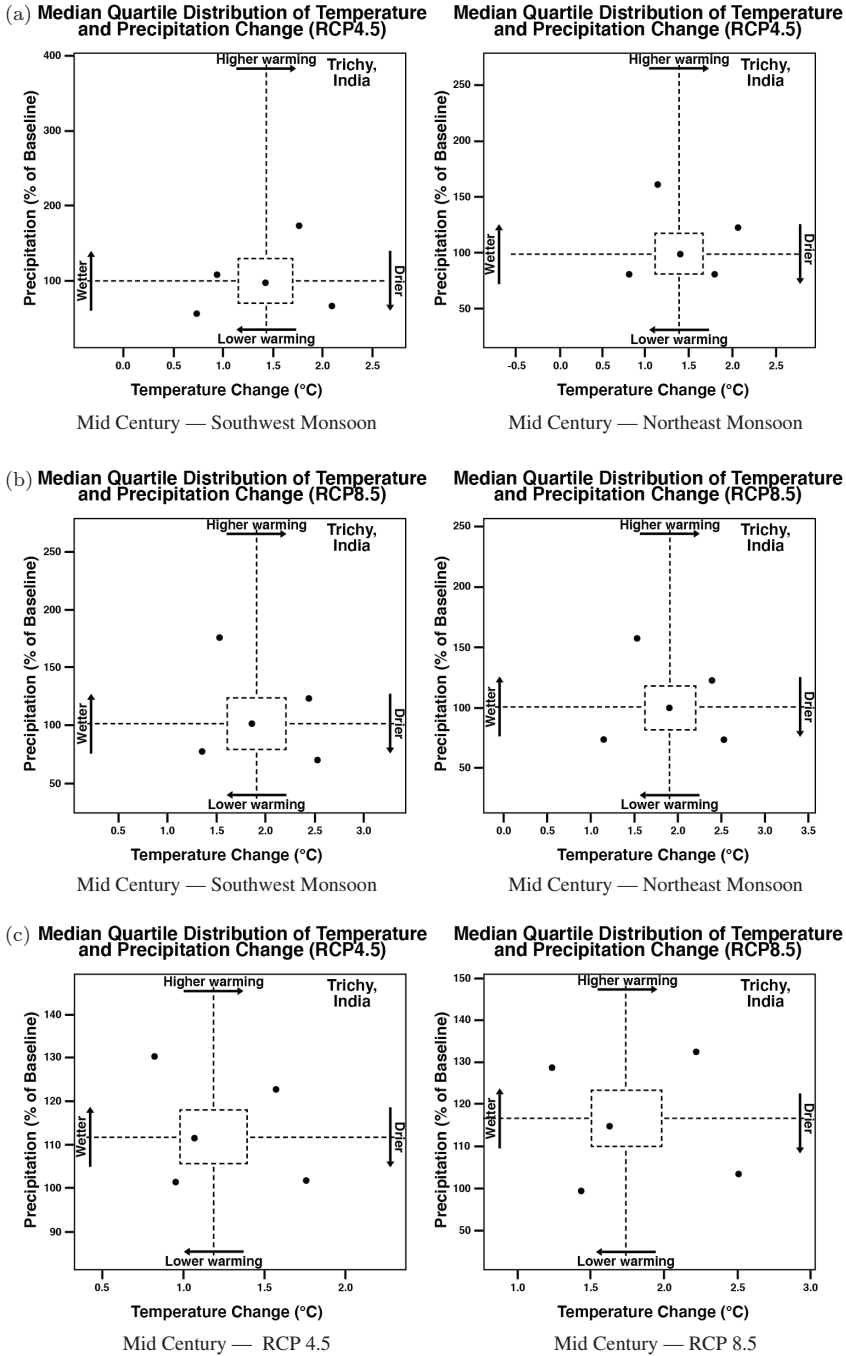 (a)
Median Quartile Distribution of Temperature
and Precipitation Change (RCP4.5)
Higher warming
Trichy,
India
400
300
200
100
Precipitation (% of Baseline)
Wetter
Drier
Lower warming
0.0 0.5 1.0 1.5 2.0 2.5
Temperature Change (°C)
Mid Century — Southwest Monsoon
Median Quartile Distribution of Temperature
and Precipitation Change (RCP4.5)
Higher warming
Trichy,
India
250
200
150
100
50
Precipitation (% of Baseline)
Wetter
Drier
Lower warming
-0.5 0.0 1.0 1.5 2.0 2.5
Temperature Change (°C)
Mid Century — Northeast Monsoon
(b)
Median Quartile Distribution of Temperature
and Precipitation Change (RCP8.5)
Higher warming
Trichy,
India
250
200
150
100
50
Precipitation (% of Baseline)
Wetter
Drier
Lower warming
0.5 1.0 1.5 2.0 2.5 3.0
Temperature Change (°C)
Mid Century — Southwest Monsoon
Median Quartile Distribution of Temperature
and Precipitation Change (RCP8.5)
Higher warming
Trichy,
India
250
200
150
100
50
Precipitation (% of Baseline)
Wetter
Drier
Lower warming
0.0 0.5 1.0 1.5 2.0 2.5 3.0 3.5
Temperature Change (°C)
Mid Century — Northeast Monsoon
(c)
Median Quartile Distribution of Temperature
and Precipitation Change (RCP4.5)
Higher warming
Trichy,
India
140
130
120
110
100
90
Precipitation (% of Baseline)
Wetter
Drier
Lower warming
0.5 1.0 1.5 2.0
Temperature Change (°C)
Mid Century — RCP 4.5
Median Quartile Distribution of Temperature
and Precipitation Change (RCP8.5)
Higher warming
Trichy,
India
150
140
130
120
110
100
50
Precipitation (% of Baseline)
Wetter
Drier
Lower warming
1.0 1.5 2.0 2.5 3.0
Temperature Change (°C)
Mid Century — RCP 8.5